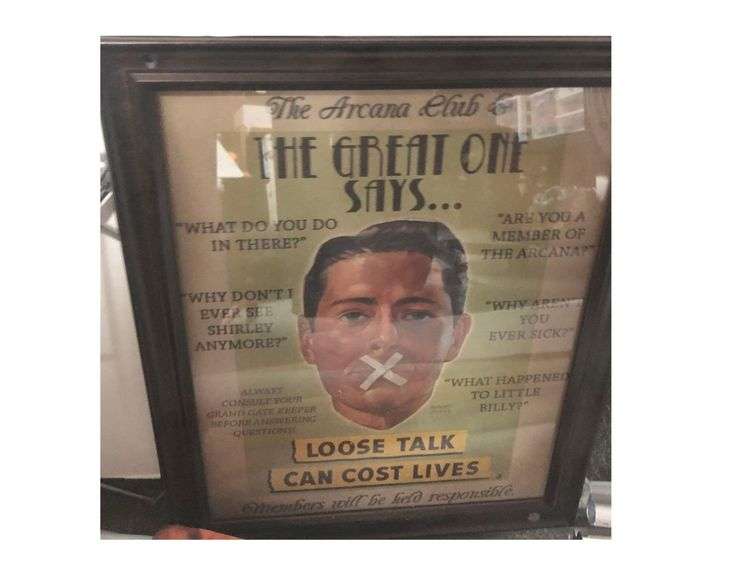 The Arcana Club &
THE GREAT ONE
SAYS...
"WHAT DO YOU DO
IN THERE?"
"ARE YOU A
MEMBER OF
THE ARCANA?"
"WHY DON'T I
EVER SEE
SHIRLEY
ANYMORE?"
"WHY AREN'T
YOU
EVER SICK?"
"WHAT HAPPENED
TO LITTLE
BILLY?"
ALWAYS
CONSULT YOUR
GRAND GATE KEEPER
BEFORE ANSWERING
QUESTIONS!
LOOSE TALK
CAN COST LIVES
Members will be held responsible.